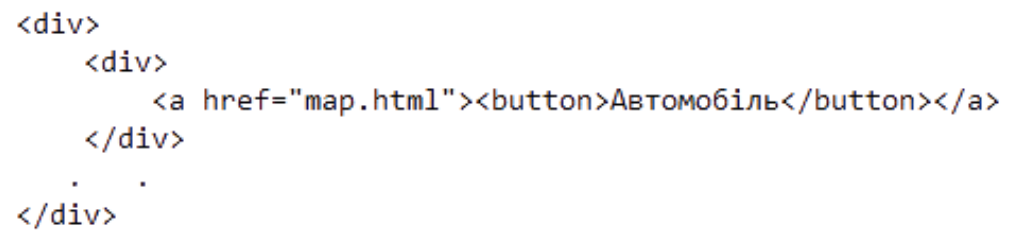 <div>
<div>
<a href="map.html"><button>Автомобіль</button></a>
</div>
. .
</div>